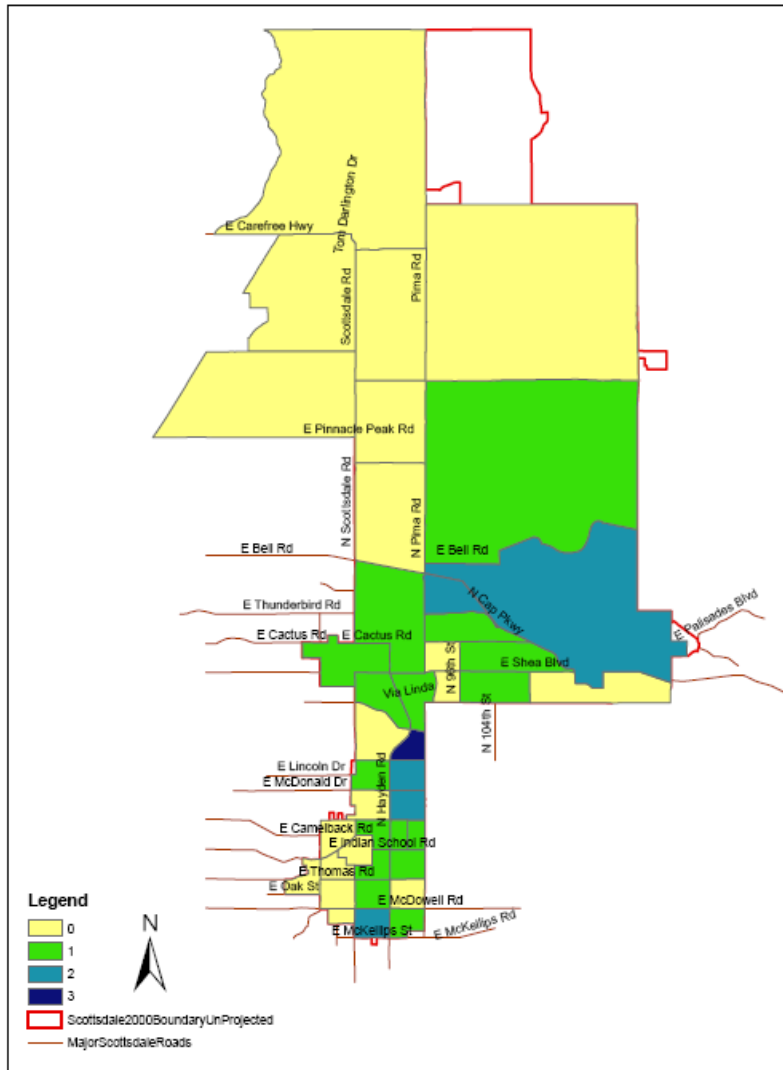 Tom Darlington Dr
E Carefree Hwy
Scottsdale Rd
Pima Rd
E Pinnacle Peak Rd
N Scottsdale Rd
N Pima Rd
E Bell Rd
E Bell Rd
N Cap Pkwy
E Thunderbird Rd
E Palisades Blvd
E Cactus Rd
E Cactus Rd
N 96th St
E Shea Blvd
Via Linda
N 104th St
E Lincoln Dr
E McDonald Dr
N Hayden Rd
E Camelback Rd
E Indian School Rd
E Thomas Rd
E Oak St
E McDowell Rd
E McKellips St
E McKellips Rd
Legend
0
1
2
3
Scottsdale2000BoundaryUnProjected
MajorScottsdaleRoads
N